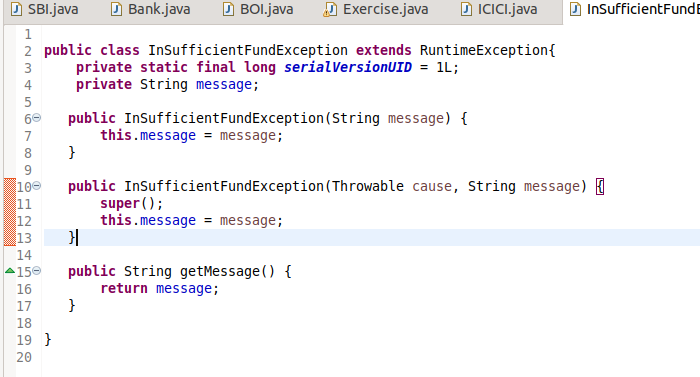 SBI.java Bank.java BOI.java Exercise.java ICICI.java InSufficientFundE
1
2 public class InSufficientFundException extends RuntimeException{
3 private static final long serialVersionUID = 1L;
4 private String message;
5
6 public InSufficientFundException(String message) {
7 this.message = message;
8 }
9
10 public InSufficientFundException(Throwable cause, String message) {
11 super();
12 this.message = message;
13 }
14
15 public String getMessage() {
16 return message;
17 }
18
19 }
20